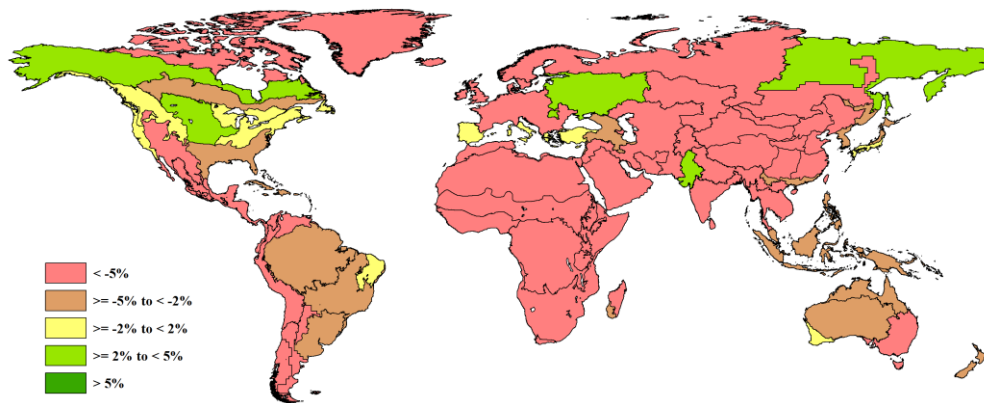 < -5%
>= -5% to < -2%
>= -2% to < 2%
>= 2% to < 5%
> 5%